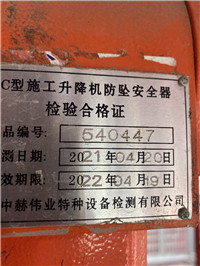 C型施工升降机防坠安全器
检验合格证
品编号: 540447
测日期: 2021年04月20日
效期限: 2022年04月19日
中赫伟业特种设备检测有限公司